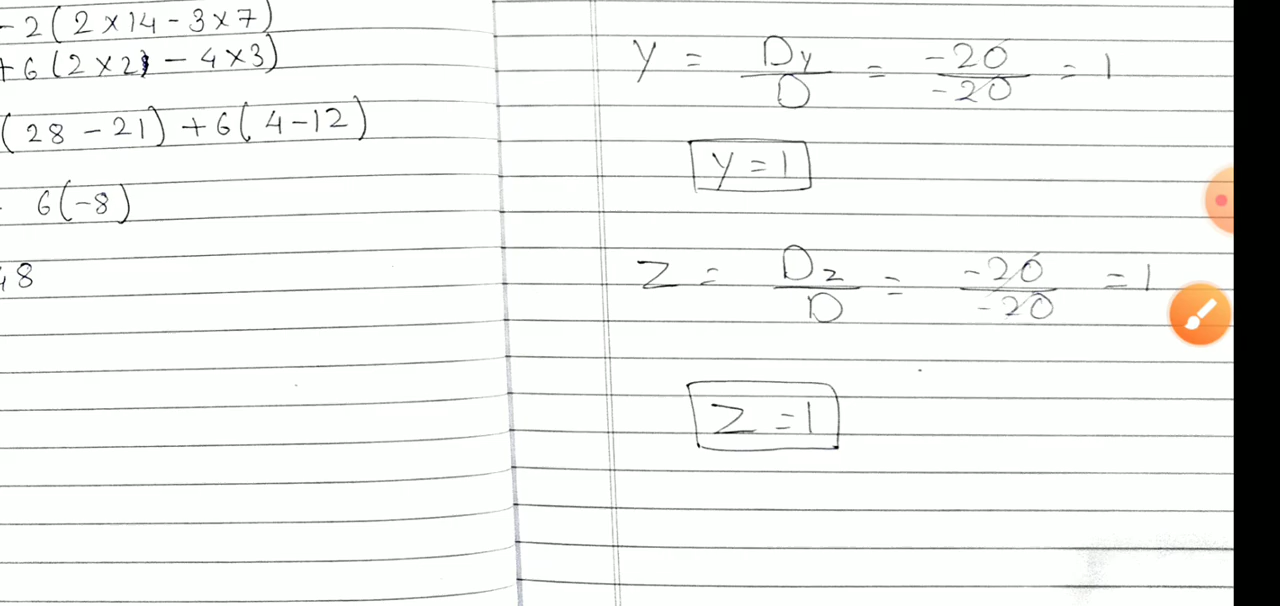 - 2 ( 2 × 14 - 3 × 7 )
+ 6 ( 2 × 2 - 4 × 3 )
( 28 - 21 ) + 6 ( 4 - 12 )
6 ( -8 )
48
y = Dy/D = -20/-20 = 1
y = 1
Z = Dz/D = -20/-20 = 1
Z = 1